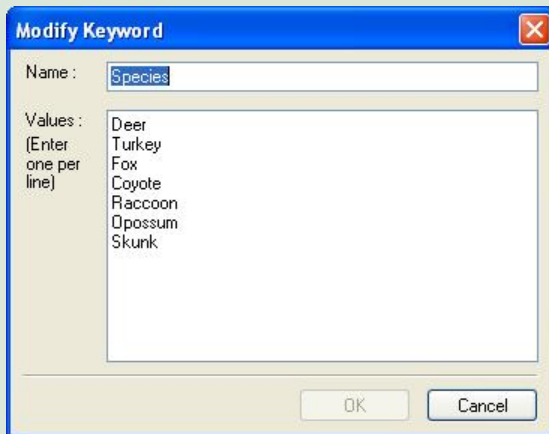 Modify Keyword
Name :
Species
Values :
(Enter
one per
line)
Deer
Turkey
Fox
Coyote
Raccoon
Opossum
Skunk
OK
Cancel